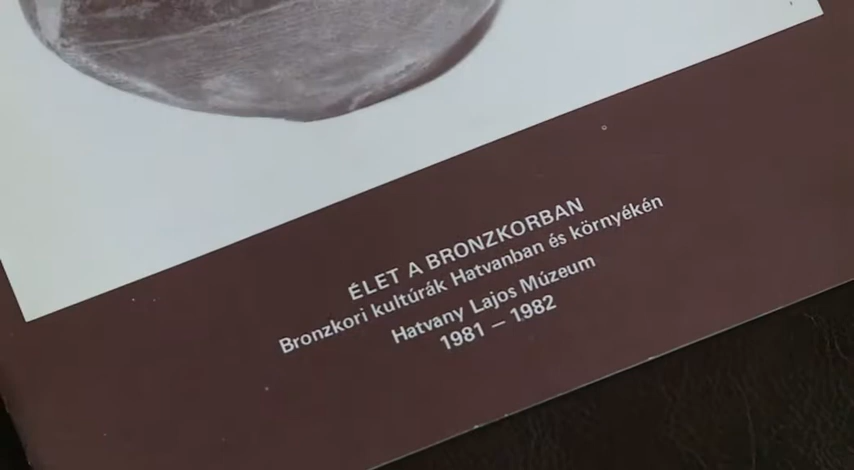 ÉLET A BRONZKORBAN
Bronzkori kultúrák Hatvanban és környékén
Hatvany Lajos Múzeum
1981 – 1982